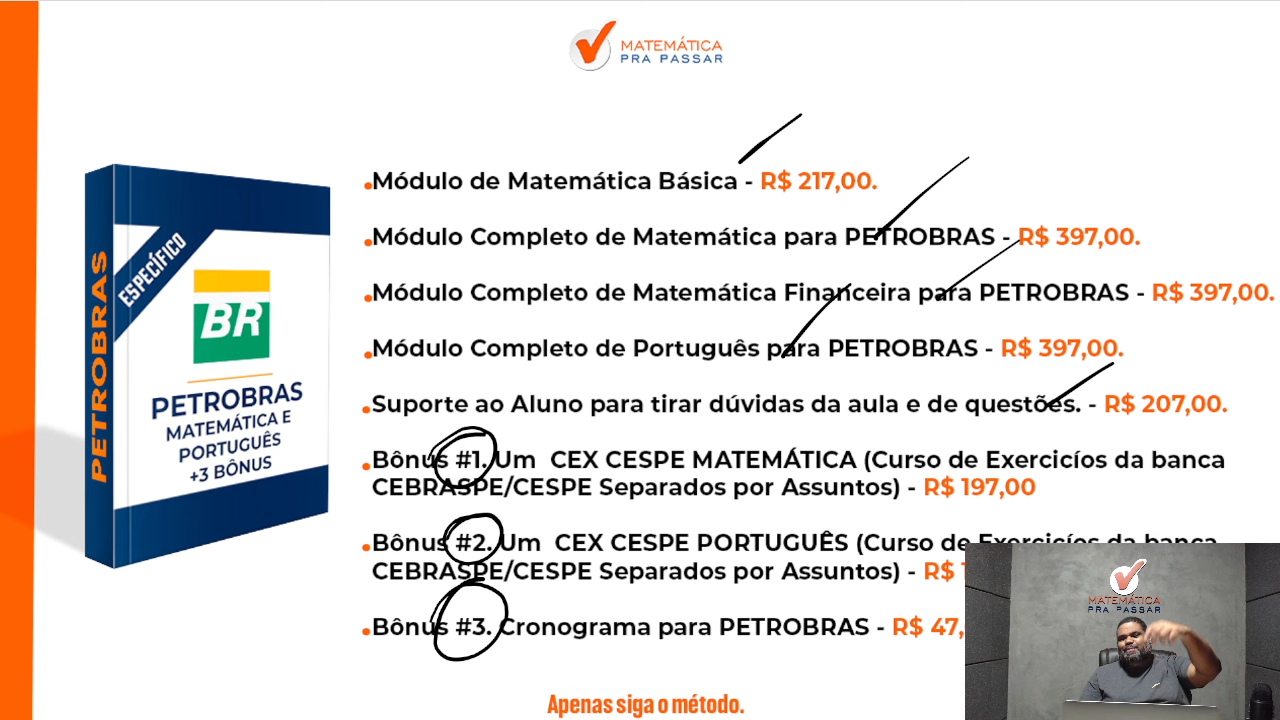 MATEMÁTICA
PRA PASSAR
•Módulo de Matemática Básica - R$ 217,00.
•Módulo Completo de Matemática para PETROBRAS - R$ 397,00.
•Módulo Completo de Matemática Financeira para PETROBRAS - R$ 397,00.
•Módulo Completo de Português para PETROBRAS - R$ 397,00.
•Suporte ao Aluno para tirar dúvidas da aula e de questões. - R$ 207,00.
•Bônus #1. Um CEX CESPE MATEMÁTICA (Curso de Exercicíos da banca
CEBRASPE/CESPE Separados por Assuntos) - R$ 197,00
•Bônus #2. Um CEX CESPE PORTUGUÊS (Curso de Exercicíos da banca
CEBRASPE/CESPE Separados por Assuntos) - R$
•Bônus #3. Cronograma para PETROBRAS - R$ 47,
Apenas siga o método.
PETROBRAS
ESPECÍFICO
BR
PETROBRAS
MATEMÁTICA E
PORTUGUÊS
+3 BÔNUS
MATEMÁTICA
PRA PASSAR